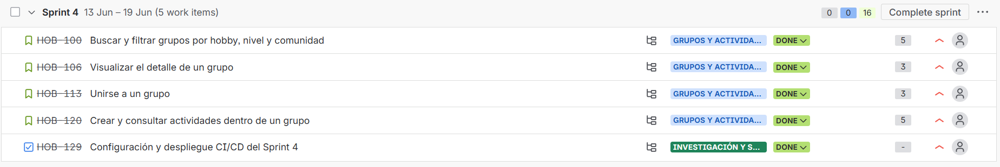 Sprint 4 13 Jun – 19 Jun (5 work items) 0 0 16 Complete sprint
HOB-100 Buscar y filtrar grupos por hobby, nivel y comunidad GRUPOS Y ACTIVIDA... DONE 5
HOB-106 Visualizar el detalle de un grupo GRUPOS Y ACTIVIDA... DONE 3
HOB-113 Unirse a un grupo GRUPOS Y ACTIVIDA... DONE 3
HOB-120 Crear y consultar actividades dentro de un grupo GRUPOS Y ACTIVIDA... DONE 5
HOB-129 Configuración y despliegue CI/CD del Sprint 4 INVESTIGACIÓN Y S... DONE -